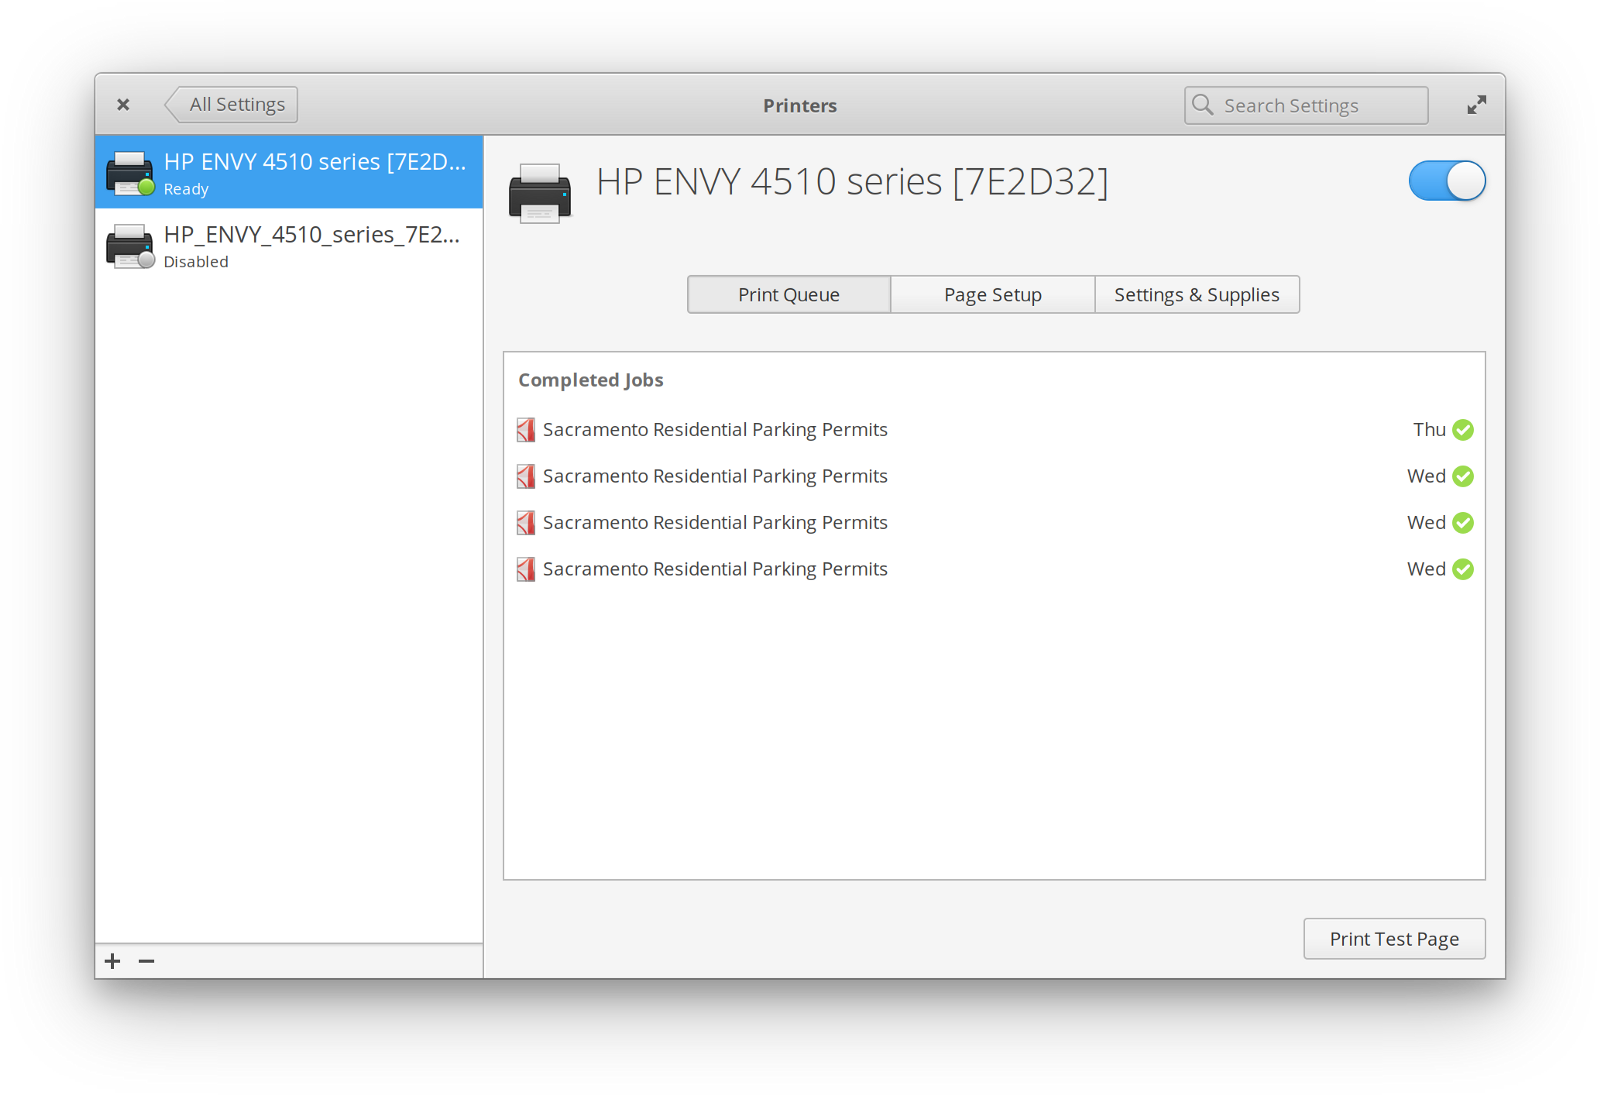 All Settings
Printers
Search Settings
HP ENVY 4510 series [7E2D...
Ready
HP_ENVY_4510_series_7E2...
Disabled
HP ENVY 4510 series [7E2D32]
Print Queue
Page Setup
Settings & Supplies
Completed Jobs
Sacramento Residential Parking Permits Thu
Sacramento Residential Parking Permits Wed
Sacramento Residential Parking Permits Wed
Sacramento Residential Parking Permits Wed
Print Test Page